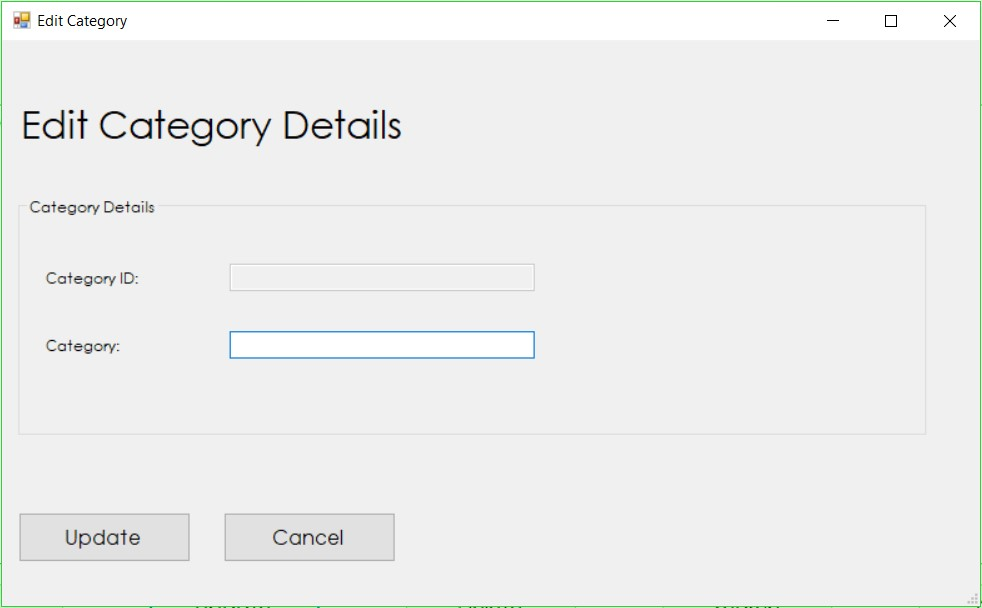 Edit Category
Edit Category Details
Category Details
Category ID:
Category:
Update
Cancel